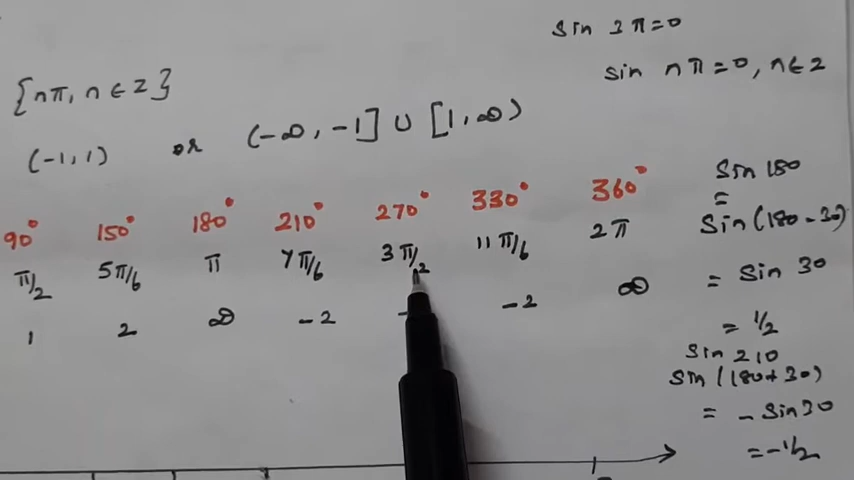 sin 3π=0
{nπ, n∈Z}
sin nπ=0, n∈Z
(-1,1) or (-∞,-1] ∪ [1,∞)
90° 150° 180° 210° 270° 330° 360°
π/2 5π/6 π 7π/6 3π/2 11π/6 2π
1 2 ∞ -2 - -2 ∞
Sin 180
=
Sin(180-30)
= Sin 30
= 1/2
Sin 210
Sin (180+30)
= -Sin30
=-1/2